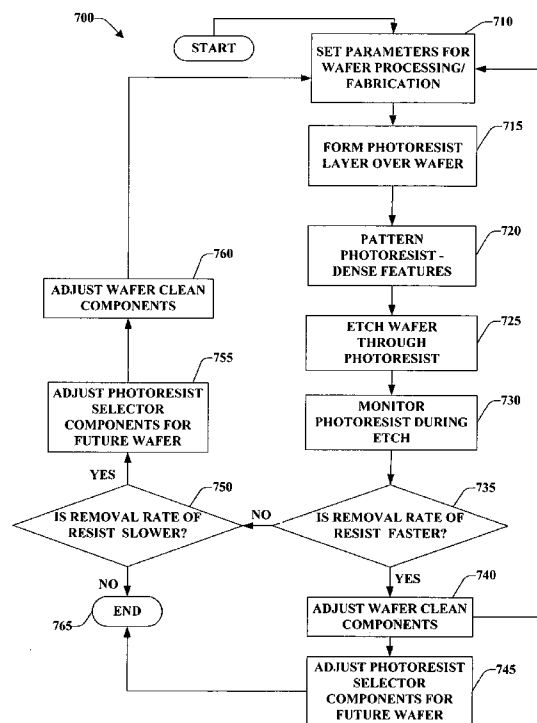 700
START
710
SET PARAMETERS FOR
WAFER PROCESSING/
FABRICATION
715
FORM PHOTORESIST
LAYER OVER WAFER
720
PATTERN
PHOTORESIST -
DENSE FEATURES
725
ETCH WAFER
THROUGH
PHOTORESIST
730
MONITOR
PHOTORESIST DURING
ETCH
735
IS REMOVAL RATE OF
RESIST FASTER?
YES
NO
740
ADJUST WAFER CLEAN
COMPONENTS
745
ADJUST PHOTORESIST
SELECTOR
COMPONENTS FOR
FUTURE WAFER
750
IS REMOVAL RATE OF
RESIST SLOWER?
YES
NO
755
ADJUST PHOTORESIST
SELECTOR
COMPONENTS FOR
FUTURE WAFER
760
ADJUST WAFER CLEAN
COMPONENTS
END
765